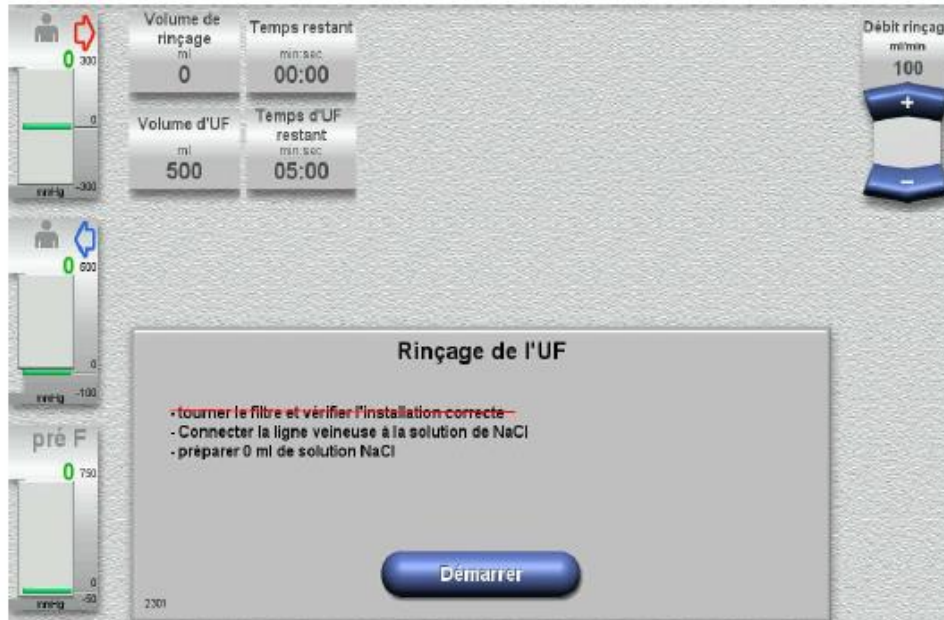 0
300
0
-300
mmHg
Volume de
rinçage
ml
0
Temps restant
min:sec
00:00
Volume d'UF
ml
500
Temps d'UF
restant
min:sec
05:00
Débit rinçag
ml/min
100
+
–
0
600
0
-100
mmHg
pré F
0
750
0
-50
mmHg
Rinçage de l'UF
- tourner le filtre et vérifier l'installation correcte
- Connecter la ligne veineuse à la solution de NaCl
- préparer 0 ml de solution NaCl
Démarrer
2301